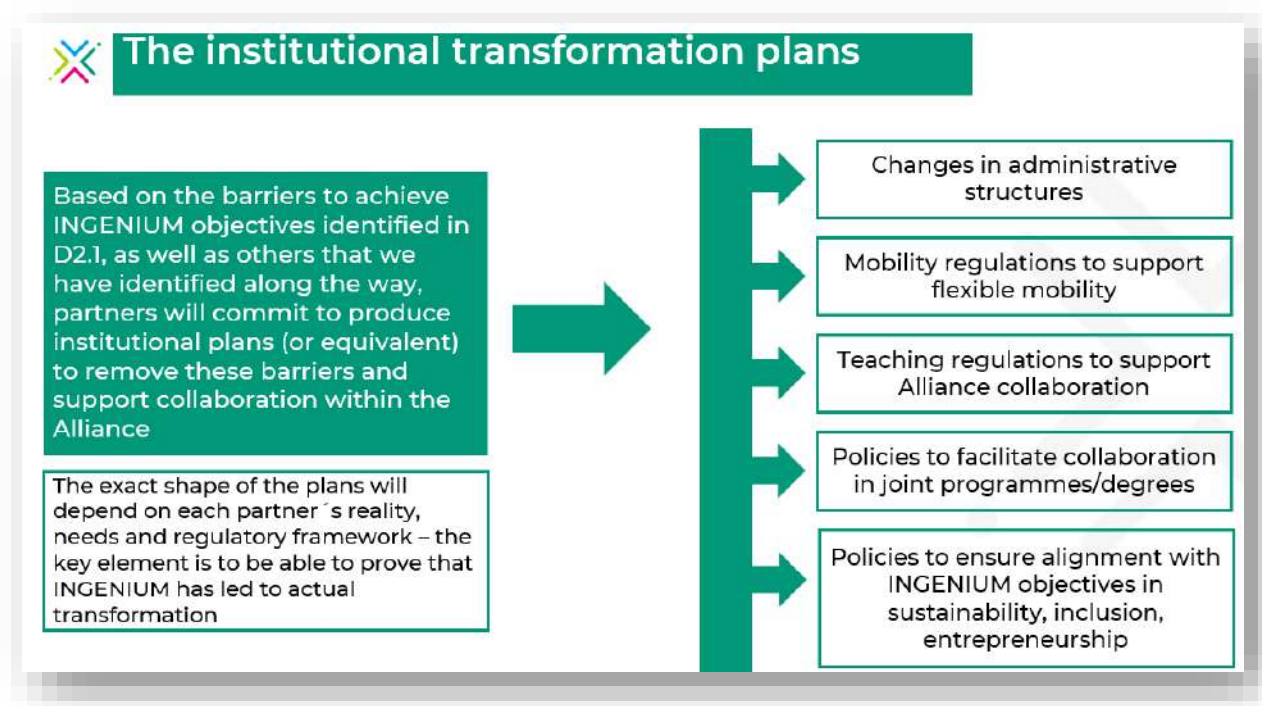 The institutional transformation plans
Based on the barriers to achieve
INGENIUM objectives identified in
D2.1, as well as others that we
have identified along the way,
partners will commit to produce
institutional plans (or equivalent)
to remove these barriers and
support collaboration within the
Alliance
The exact shape of the plans will
depend on each partner´s reality,
needs and regulatory framework – the
key element is to be able to prove that
INGENIUM has led to actual
transformation
Changes in administrative
structures
Mobility regulations to support
flexible mobility
Teaching regulations to support
Alliance collaboration
Policies to facilitate collaboration
in joint programmes/degrees
Policies to ensure alignment with
INGENIUM objectives in
sustainability, inclusion,
entrepreneurship